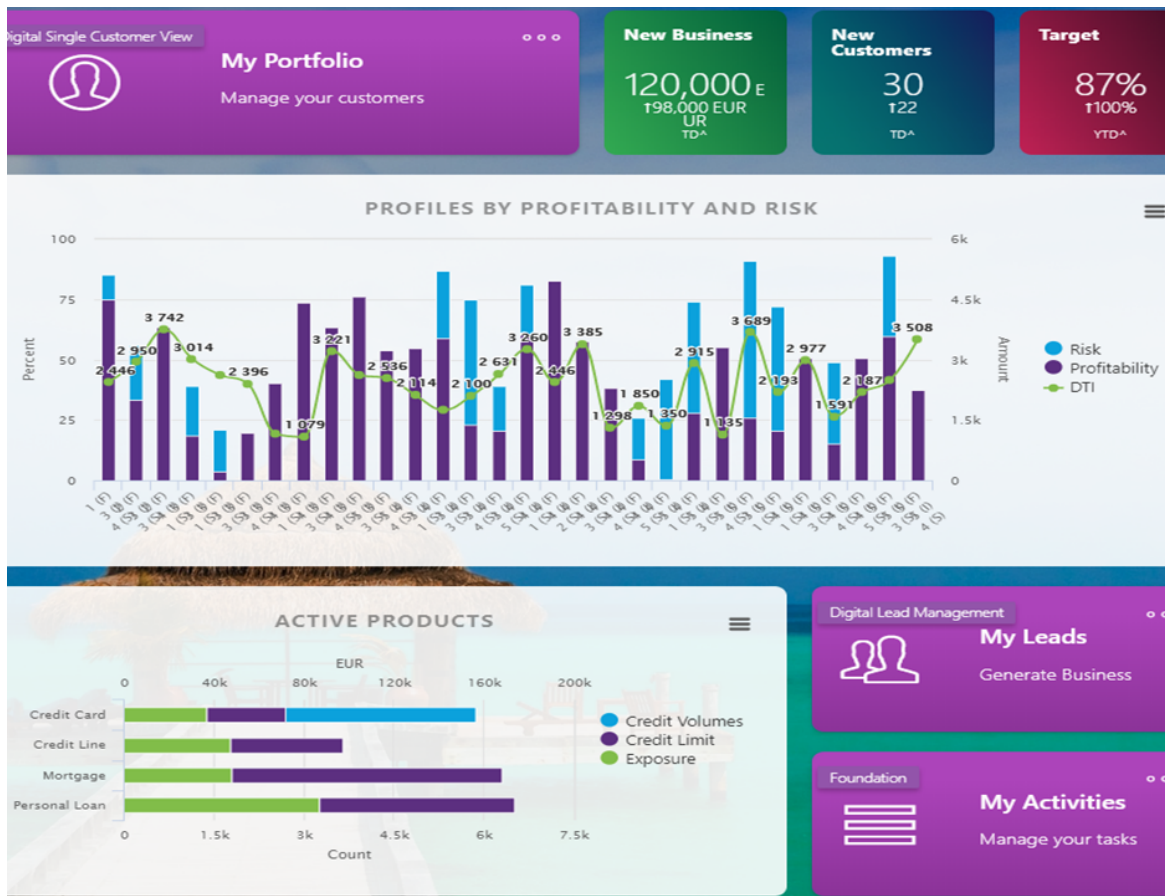 Digital Single Customer View
My Portfolio
Manage your customers
New Business
120,000 E
↑98,000 EUR
UR
TD^
New
Customers
30
↑22
TD^
Target
87%
↑100%
YTD^
PROFILES BY PROFITABILITY AND RISK
Percent
100
75
50
25
0
2 446
2 950
3 742
3 014
2 396
1 079
3 221
2 536
2 114
2 100
2 631
3 260
2 446
3 385
1 298
1 850
1 350
2 915
1 135
3 689
2 193
2 977
1 591
2 187
3 508
6k
4.5k
3k
1.5k
0
Amount
Risk
Profitability
DTI
ACTIVE PRODUCTS
EUR
0 40k 80k 120k 160k 200k
Credit Card
Credit Line
Mortgage
Personal Loan
0 1.5k 3k 4.5k 6k 7.5k
Count
Credit Volumes
Credit Limit
Exposure
Digital Lead Management
My Leads
Generate Business
Foundation
My Activities
Manage your tasks